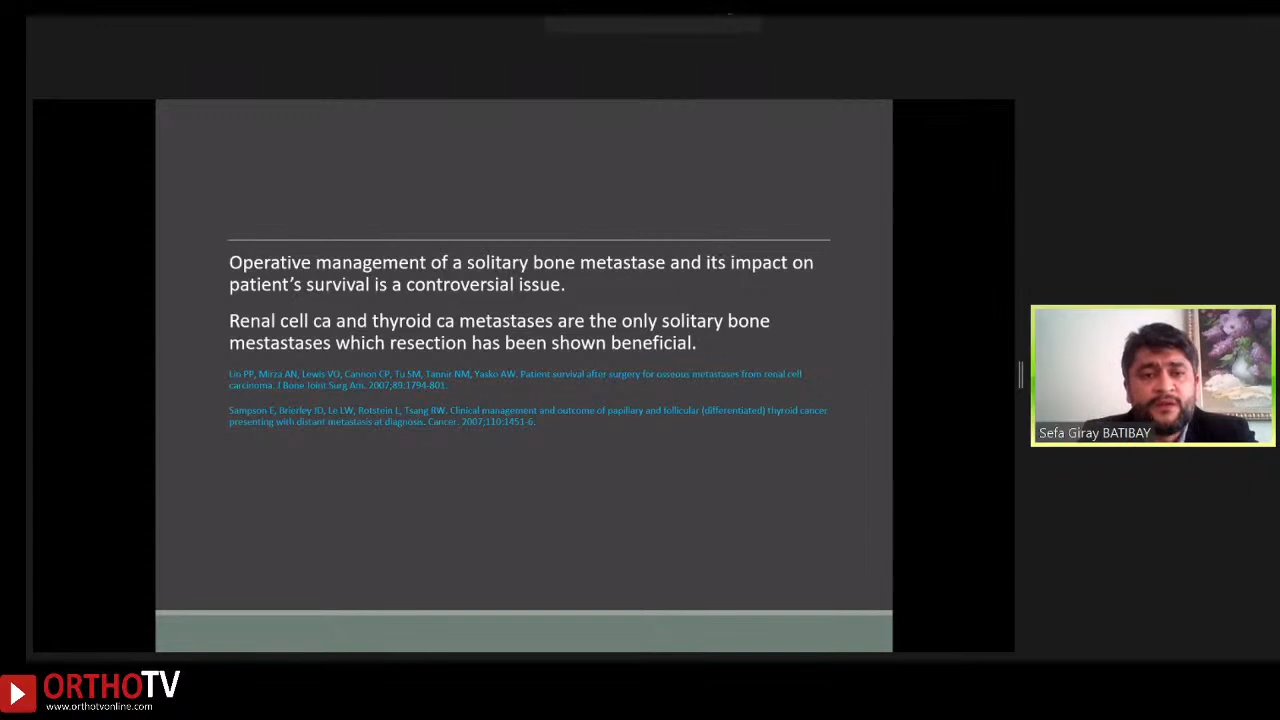 Operative management of a solitary bone metastase and its impact on
patient's survival is a controversial issue.
Renal cell ca and thyroid ca metastases are the only solitary bone
mestastases which resection has been shown beneficial.
Lin PP, Mirza AN, Lewis VO, Cannon CP, Tu SM, Tannir NM, Yasko AW. Patient survival after surgery for osseous metastases from renal cell
carcinoma. J Bone Joint Surg Am. 2007;89:1794-801.
Sampson E, Brierley JD, Le LW, Rotstein L, Tsang RW. Clinical management and outcome of papillary and follicular (differentiated) thyroid cancer
presenting with distant metastasis at diagnosis. Cancer. 2007;110:1451-6.
Sefa Giray BATIBAY
ORTHOTV
www.orthotvonline.com